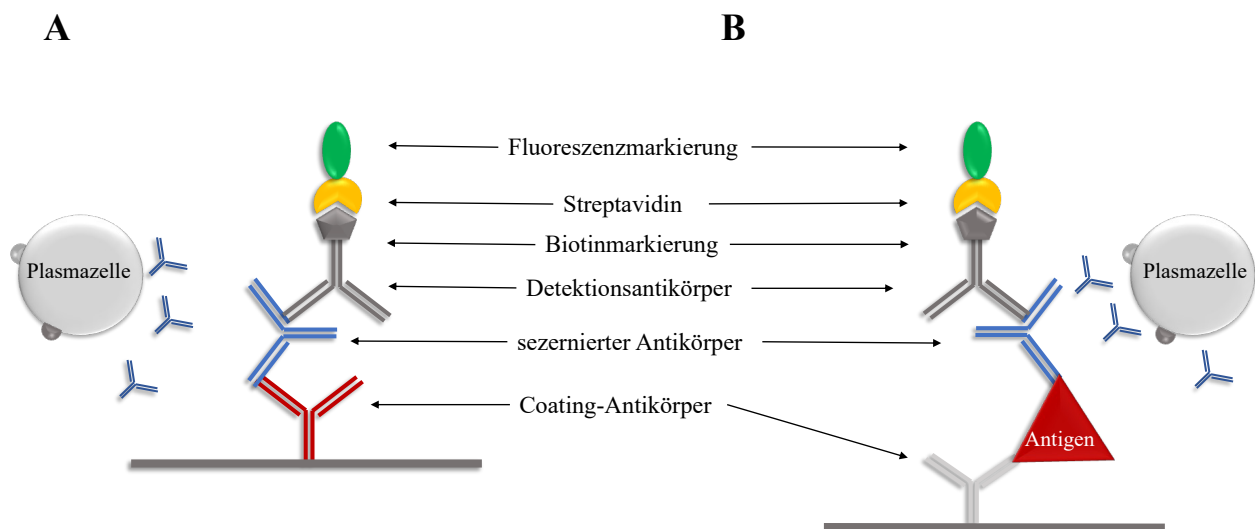 A
B
Fluoreszenzmarkierung
Streptavidin
Biotinmarkierung
Plasmazelle
Plasmazelle
Detektionsantikörper
sezernierter Antikörper
Coating-Antikörper
Antigen